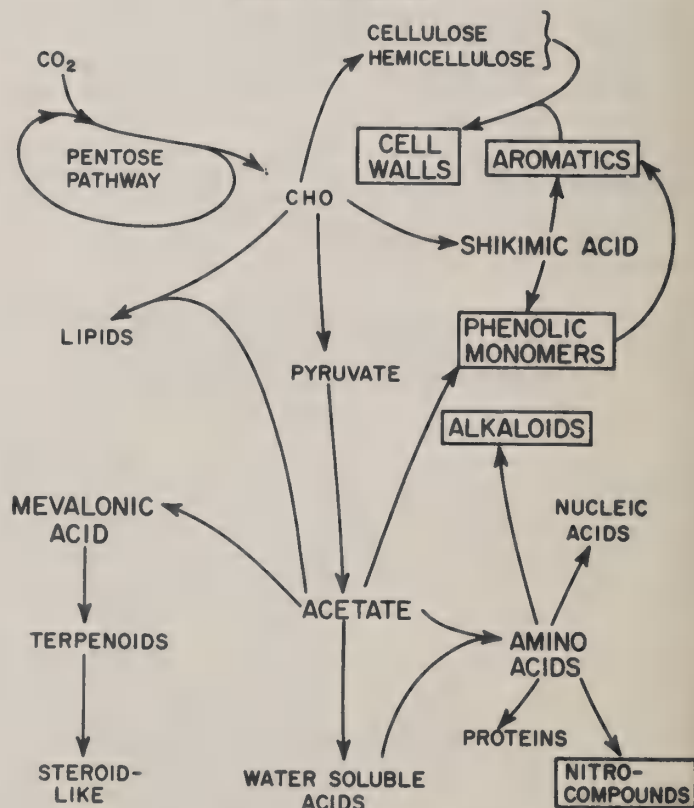 CELLULOSE
HEMICELLULOSE
CO₂
PENTOSE
PATHWAY
CELL
WALLS
AROMATICS
CHO
SHIKIMIC ACID
LIPIDS
PHENOLIC
MONOMERS
PYRUVATE
ALKALOIDS
MEVALONIC
ACID
NUCLEIC
ACIDS
ACETATE
TERPENOIDS
AMINO
ACIDS
PROTEINS
STEROID-
LIKE
WATER SOLUBLE
ACIDS
NITRO-
COMPOUNDS